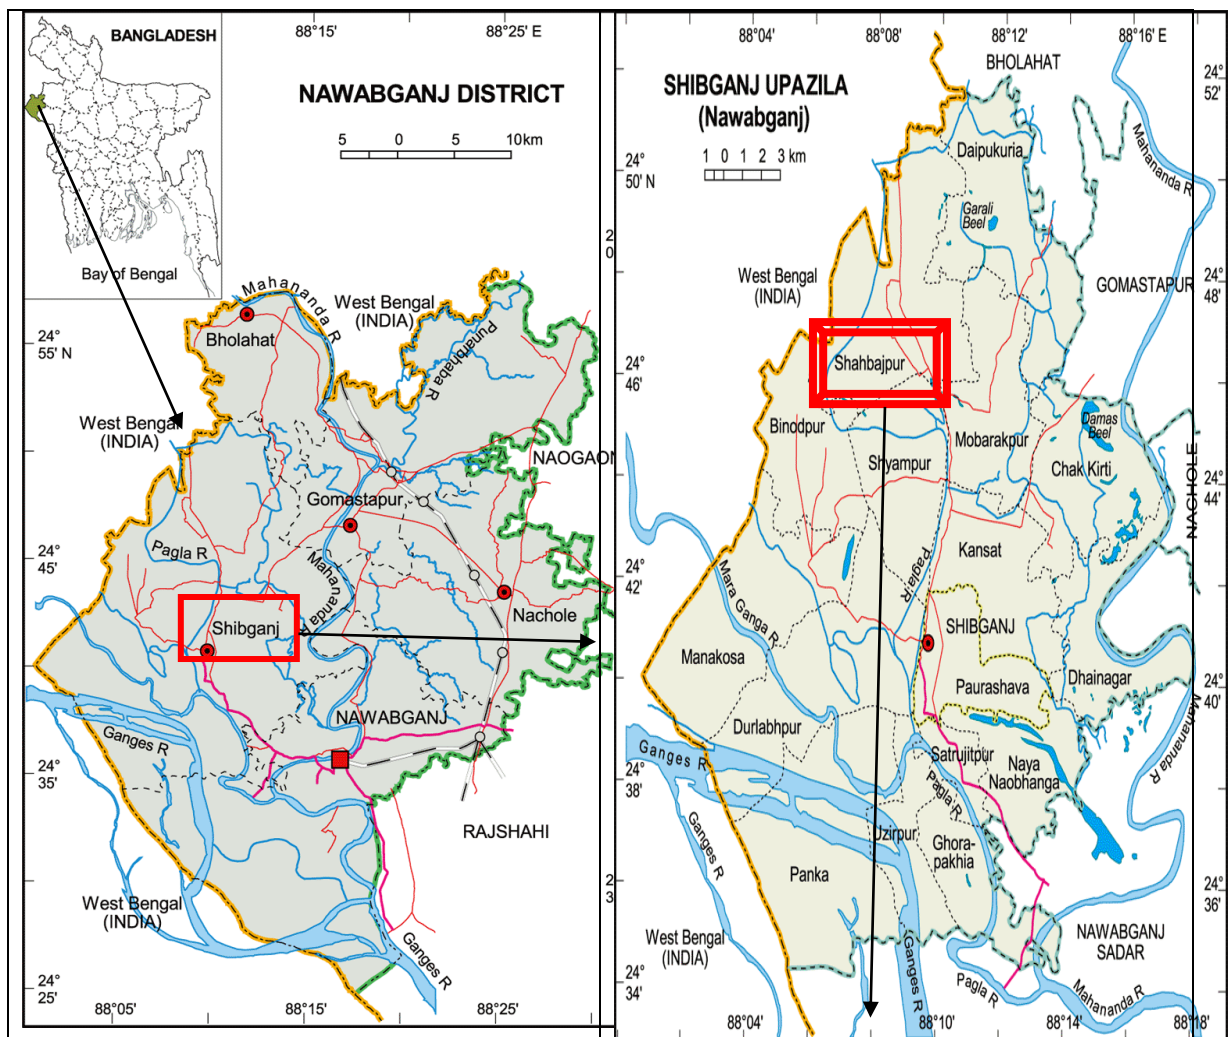 BANGLADESH
Bay of Bengal
88°15'
88°25' E
NAWABGANJ DISTRICT
5 0 5 10km
24°
55' N
24°
45'
24°
35'
24°
25'
88°05'
88°15'
88°25'
Mahananda R
Bholahat
West Bengal
(INDIA)
Punarbhaba R
West Bengal
(INDIA)
NAOGAON
Gomastapur
Pagla R
Mahananda R
Nachole
Shibganj
NAWABGANJ
Ganges R
RAJSHAHI
West Bengal
(INDIA)
Ganges R
2
0
24°
42'
2
3
88°04'
88°08'
88°16' E
SHIBGANJ UPAZILA
(Nawabganj)
1 0 1 2 3 km
BHOLAHAT
24°
52'
24°
50' N
24°
48'
24°
46'
24°
44'
24°
40'
24°
38'
24°
36'
24°
34'
Mahananda R
Daipukuria
Garali
Beel
West Bengal
(INDIA)
GOMASTAPUR
Shahbajpur
Binodpur
Mobarakpur
Damas
Beel
Shyampur
Chak Kirti
NACHOLE
Kansat
Pagla R
Mara Ganga R
SHIBGANJ
Manakosa
Paurashava
Dhainagar
Durlabhpur
Mahananda R
Ganges R
Satrujitpur
Naya
Naobhanga
Pagla R
Ganges R
Uzirpur
Ghora-
pakhia
Panka
West Bengal
(INDIA)
NAWABGANJ
SADAR
Ganges R
Pagla R
Mahananda R
88°04'
88°10'
88°14'
88°18'